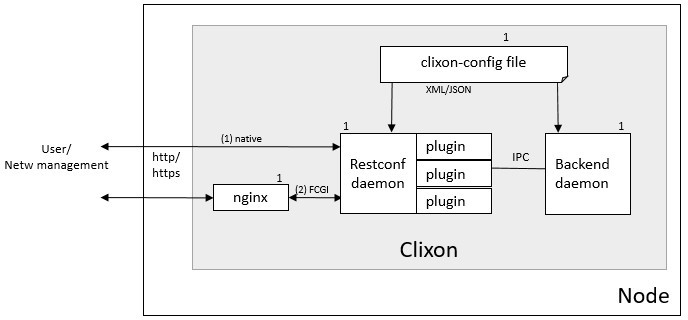 1
clixon-config file
XML/JSON
User/
Netw management
http/
https
(1) native
1
nginx
(2) FCGI
1
Restconf
daemon
plugin
plugin
plugin
IPC
1
Backend
daemon
Clixon
Node